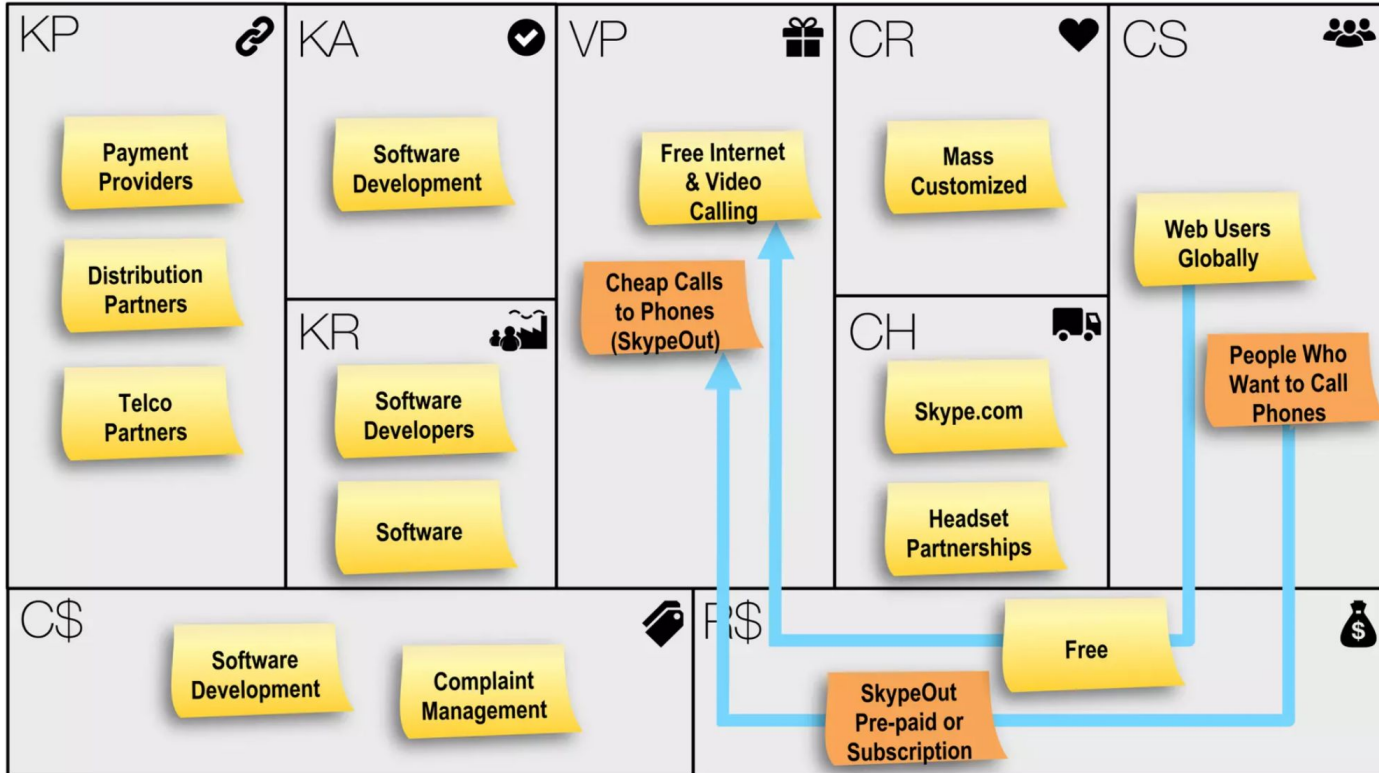 KP
Payment
Providers
Distribution
Partners
Telco
Partners
KA
Software
Development
KR
Software
Developers
Software
VP
Free Internet
& Video
Calling
Cheap Calls
to Phones
(SkypeOut)
CR
Mass
Customized
CH
Skype.com
Headset
Partnerships
CS
Web Users
Globally
People Who
Want to Call
Phones
C$
Software
Development
Complaint
Management
R$
$
Free
SkypeOut
Pre-paid or
Subscription